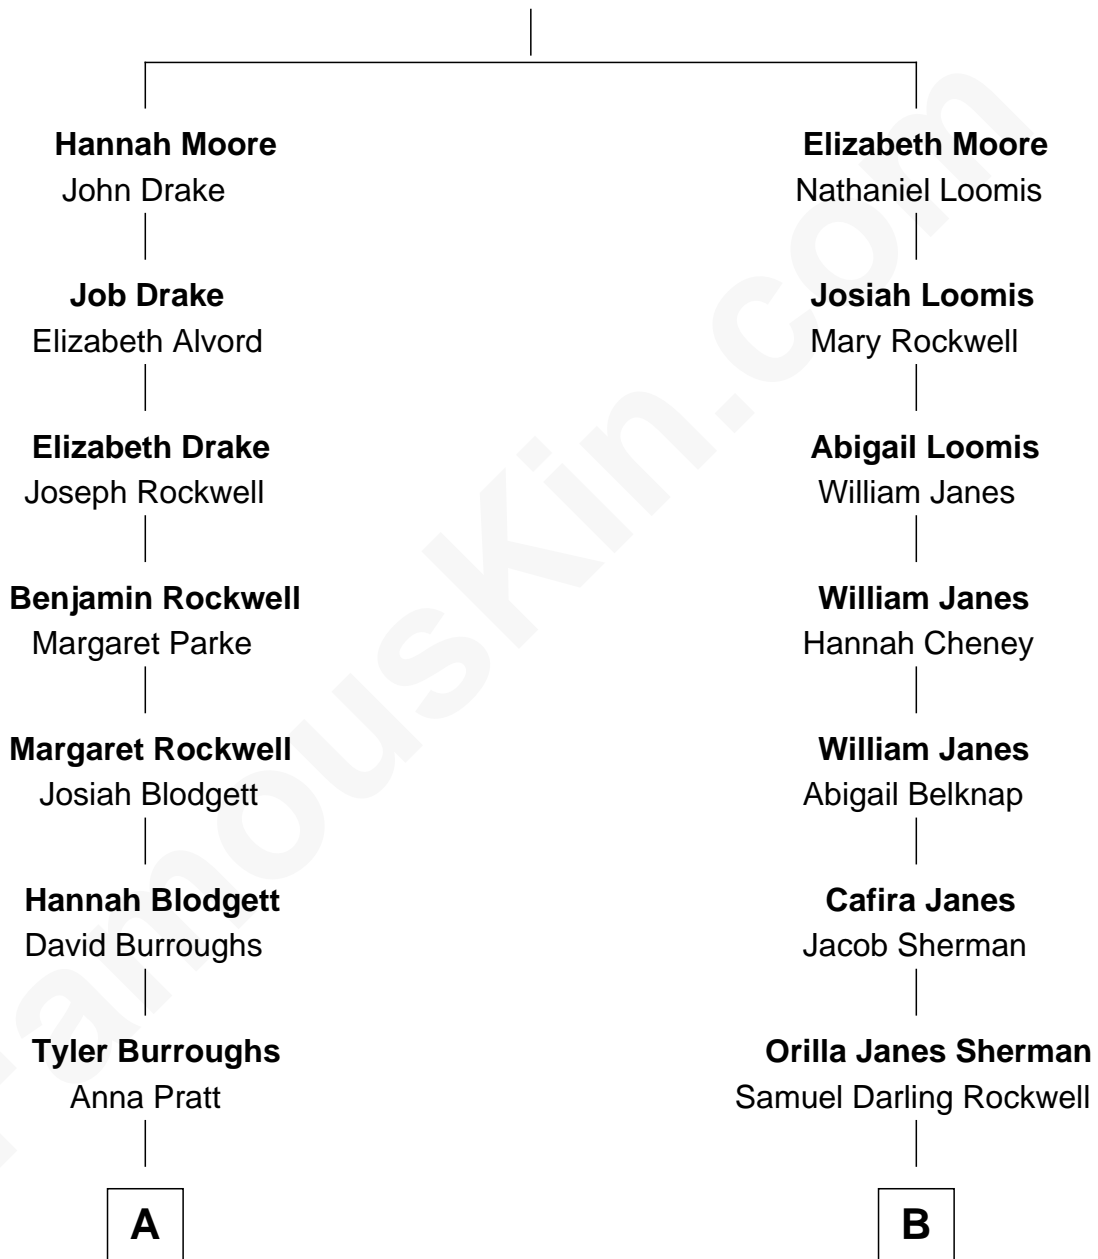 Hannah Moore
John Drake
Elizabeth Moore
Nathaniel Loomis
Job Drake
Elizabeth Alvord
Josiah Loomis
Mary Rockwell
Elizabeth Drake
Joseph Rockwell
Abigail Loomis
William Janes
Benjamin Rockwell
Margaret Parke
William Janes
Hannah Cheney
Margaret Rockwell
Josiah Blodgett
William Janes
Abigail Belknap
Hannah Blodgett
David Burroughs
Cafira Janes
Jacob Sherman
Tyler Burroughs
Anna Pratt
Orilla Janes Sherman
Samuel Darling Rockwell
A
B
FamousKin.com